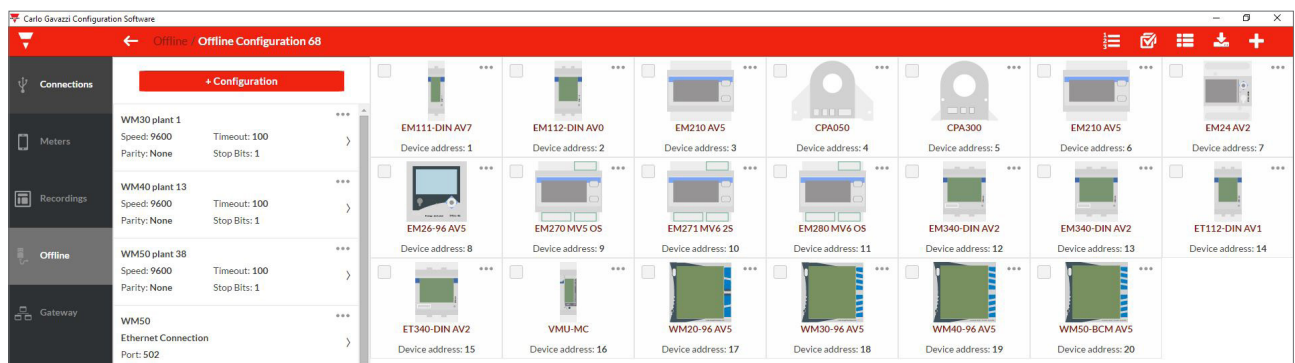 Carlo Gavazzi Configuration Software
Offline / Offline Configuration 68
Connections
Meters
Recordings
Offline
Gateway
+ Configuration
WM30 plant 1
Speed: 9600 Timeout: 100
Parity: None Stop Bits: 1
WM40 plant 13
Speed: 9600 Timeout: 100
Parity: None Stop Bits: 1
WM50 plant 38
Speed: 9600 Timeout: 100
Parity: None Stop Bits: 1
WM50
Ethernet Connection
Port: 502
EM111-DIN AV7
Device address: 1
EM112-DIN AV0
Device address: 2
EM210 AV5
Device address: 3
CPA050
Device address: 4
CPA300
Device address: 5
EM210 AV5
Device address: 6
EM24 AV2
Device address: 7
EM26-96 AV5
Device address: 8
EM270 MV5 OS
Device address: 9
EM271 MV6 2S
Device address: 10
EM280 MV6 OS
Device address: 11
EM340-DIN AV2
Device address: 12
EM340-DIN AV2
Device address: 13
ET112-DIN AV1
Device address: 14
ET340-DIN AV2
Device address: 15
VMU-MC
Device address: 16
WM20-96 AV5
Device address: 17
WM30-96 AV5
Device address: 18
WM40-96 AV5
Device address: 19
WM50-BCM AV5
Device address: 20